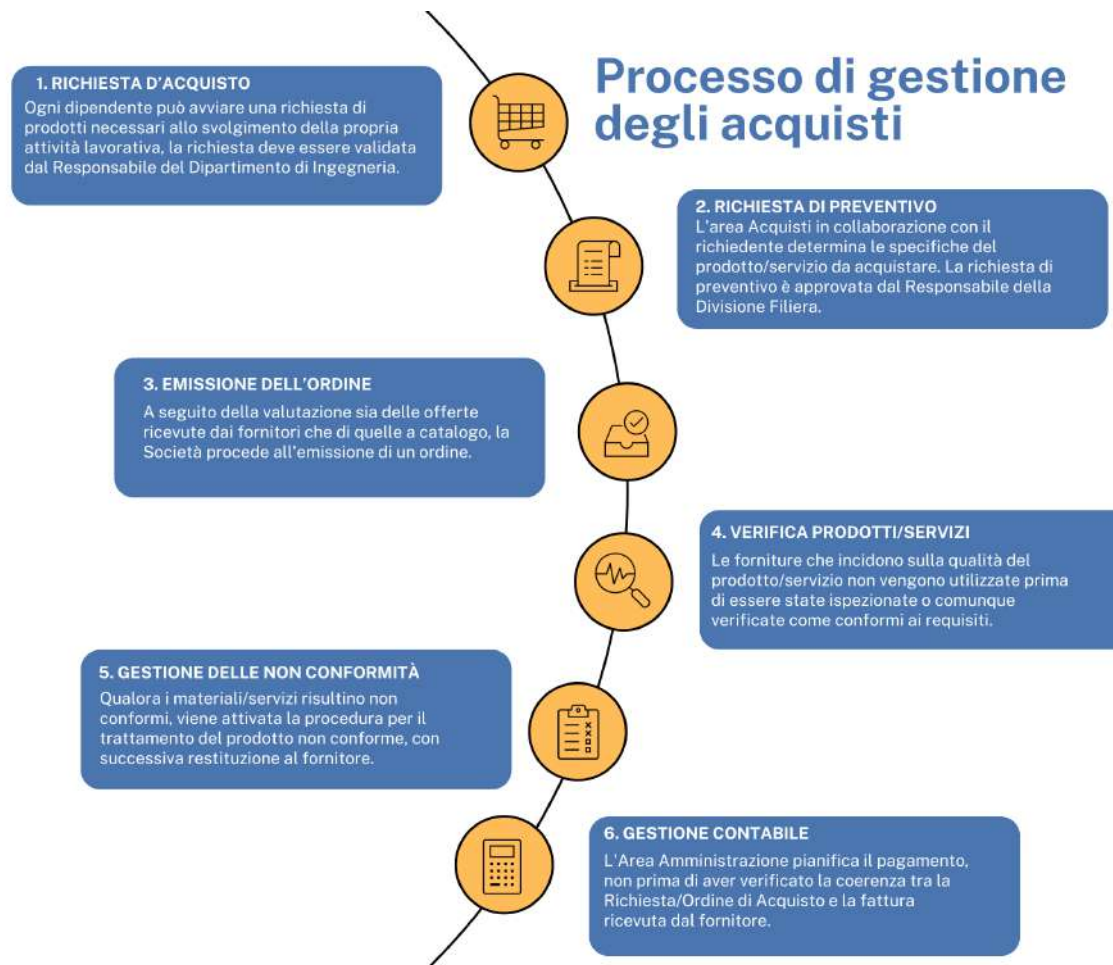 Processo di gestione
degli acquisti
1. RICHIESTA D'ACQUISTO
Ogni dipendente può avviare una richiesta di
prodotti necessari allo svolgimento della propria
attività lavorativa, la richiesta deve essere validata
dal Responsabile del Dipartimento di Ingegneria.
2. RICHIESTA DI PREVENTIVO
L'area Acquisti in collaborazione con il
richiedente determina le specifiche del
prodotto/servizio da acquistare. La richiesta di
preventivo è approvata dal Responsabile della
Divisione Filiera.
3. EMISSIONE DELL'ORDINE
A seguito della valutazione sia delle offerte
ricevute dai fornitori che di quelle a catalogo, la
Società procede all'emissione di un ordine.
4. VERIFICA PRODOTTI/SERVIZI
Le forniture che incidono sulla qualità del
prodotto/servizio non vengono utilizzate prima
di essere state ispezionate o comunque
verificate come conformi ai requisiti.
5. GESTIONE DELLE NON CONFORMITÀ
Qualora i materiali/servizi risultino non
conformi, viene attivata la procedura per il
trattamento del prodotto non conforme, con
successiva restituzione al fornitore.
6. GESTIONE CONTABILE
L'Area Amministrazione pianifica il pagamento,
non prima di aver verificato la coerenza tra la
Richiesta/Ordine di Acquisto e la fattura
ricevuta dal fornitore.